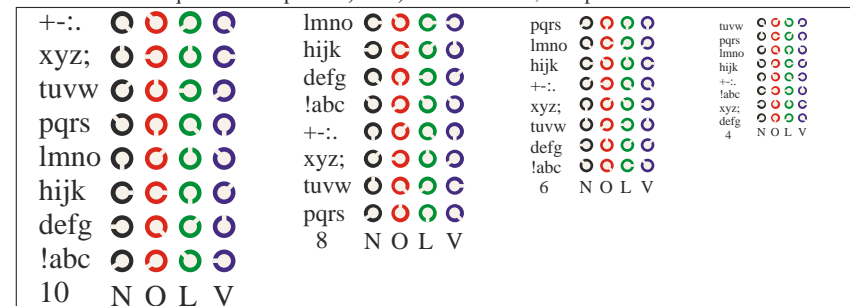 +-:.
xyz;
tuvw
pqrs
lmno
hijk
defg
!abc
10 N O L V
lmno
hijk
defg
!abc
+-:.
xyz;
tuvw
pqrs
8 N O L V
pqrs
lmno
hijk
+-:.
xyz;
tuvw
defg
!abc
6 N O L V
tuvw
pqrs
lmno
hijk
+-:.
!abc
xyz;
defg
4 N O L V